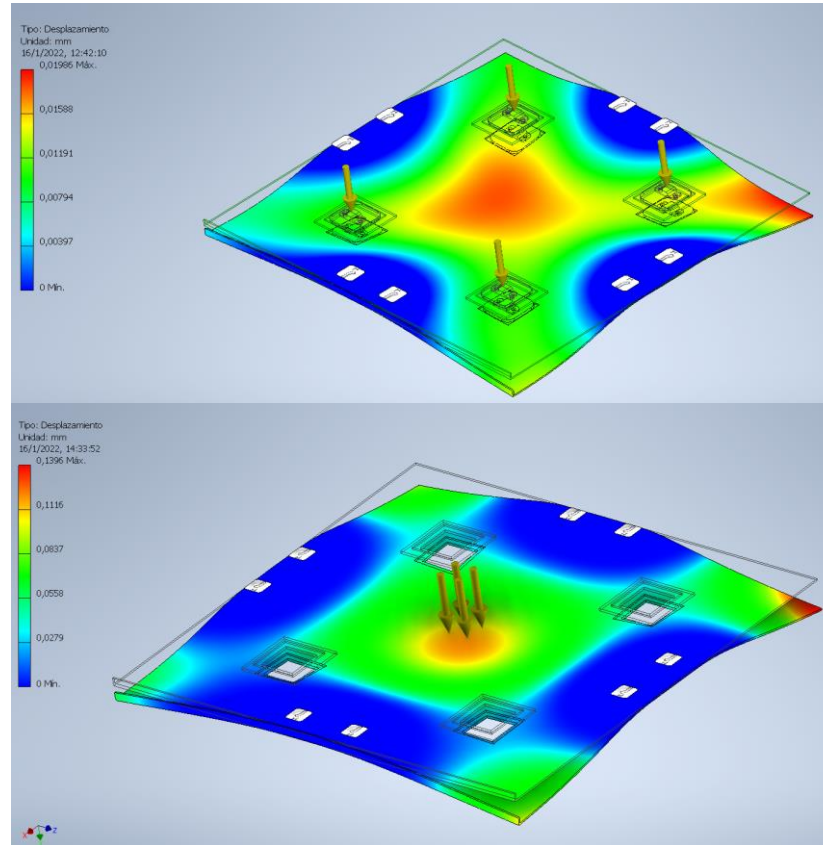 Tipo: Desplazamiento
Unidad: mm
16/1/2022, 12:42:10
0,01986 Máx.
0,01588
0,01191
0,00794
0,00397
0 Mín.
Tipo: Desplazamiento
Unidad: mm
16/1/2022, 14:33:52
0,1396 Máx.
0,1116
0,0837
0,0558
0,0279
0 Mín.
X
Z